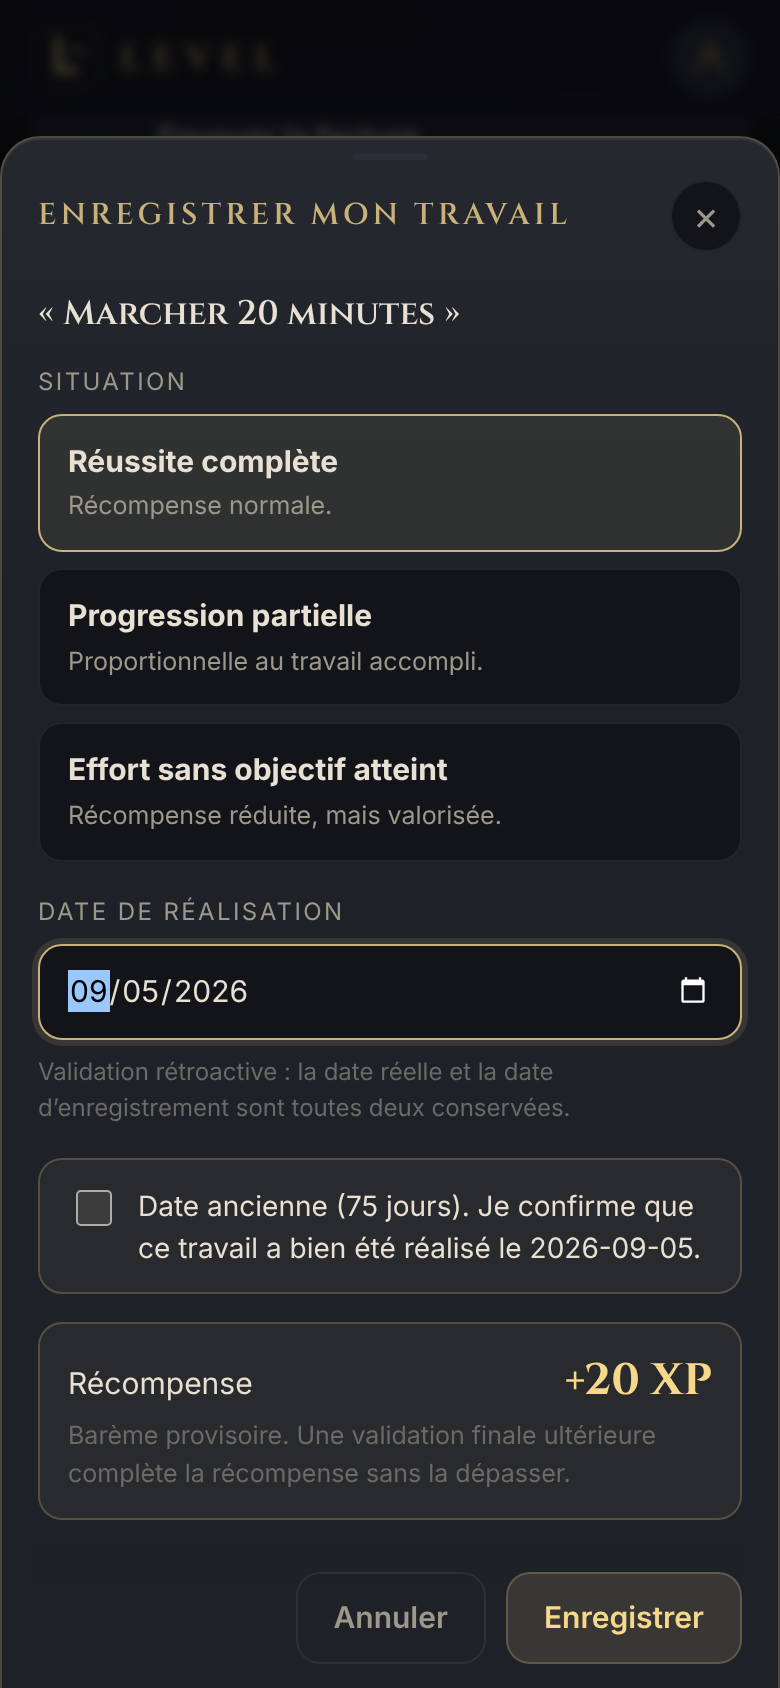 LEVEL
ENREGISTRER MON TRAVAIL
« Marcher 20 minutes »
SITUATION
Réussite complète
Récompense normale.
Progression partielle
Proportionnelle au travail accompli.
Effort sans objectif atteint
Récompense réduite, mais valorisée.
DATE DE RÉALISATION
09/05/2026
Validation rétroactive : la date réelle et la date
d’enregistrement sont toutes deux conservées.
Date ancienne (75 jours). Je confirme que
ce travail a bien été réalisé le 2026-09-05.
Récompense
+20 XP
Barème provisoire. Une validation finale ultérieure
complète la récompense sans la dépasser.
Annuler
Enregistrer